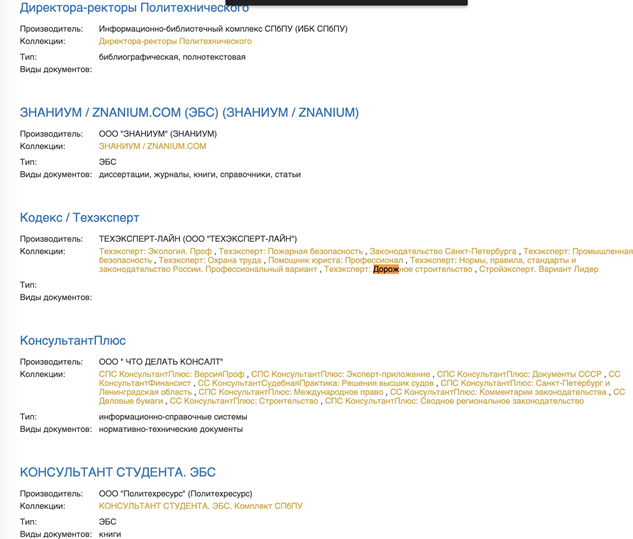 Директора-ректоры Политехнического
Производитель: Информационно-библиотечный комплекс СПбПУ (ИБК СПбПУ)
Коллекции: Директора-ректоры Политехнического
Тип: библиографическая, полнотекстовая
Виды документов:
ЗНАНИУМ / ZNANIUM.COM (ЭБС) (ЗНАНИУМ / ZNANIUM)
Производитель: ООО "ЗНАНИУМ" (ЗНАНИУМ)
Коллекции: ЗНАНИУМ / ZNANIUM.COM
Тип: ЭБС
Виды документов: диссертации, журналы, книги, справочники, статьи
Кодекс / Техэксперт
Производитель: ТЕХЭКСПЕРТ-ЛАЙН (ООО "ТЕХЭКСПЕРТ-ЛАЙН")
Коллекции: Техэксперт: Экология. Проф , Техэксперт: Пожарная безопасность , Законодательство Санкт-Петербурга , Техэксперт: Промышленная
безопасность , Техэксперт: Охрана труда , Помощник юриста: Профессионал , Техэксперт: Нормы, правила, стандарты и
законодательство России. Профессиональный вариант , Техэксперт: Дорожное строительство , Стройэксперт. Вариант Лидер
Тип:
Виды документов:
КонсультантПлюс
Производитель: ООО " ЧТО ДЕЛАТЬ КОНСАЛТ"
Коллекции: СПС КонсультантПлюс: ВерсияПроф , СПС КонсультантПлюс: Эксперт-приложение , СПС КонсультантПлюс: Документы СССР , СС
КонсультантФинансист , СС КонсультантСудебнаяПрактика: Решения высших судов , СПС КонсультантПлюс: Санкт-Петербург и
Ленинградская область , СПС КонсультантПлюс: Международное право , СС КонсультантПлюс: Комментарии законодательства , СС
Деловые бумаги , СС КонсультантПлюс: Строительство , СПС КонсультантПлюс: Сводное региональное законодательство
Тип: информационно-справочные системы
Виды документов: нормативно-технические документы
КОНСУЛЬТАНТ СТУДЕНТА. ЭБС
Производитель: ООО "Политехресурс" (Политехресурс)
Коллекции: КОНСУЛЬТАНТ СТУДЕНТА. ЭБС. Комплект СПбПУ
Тип: ЭБС
Виды документов: книги